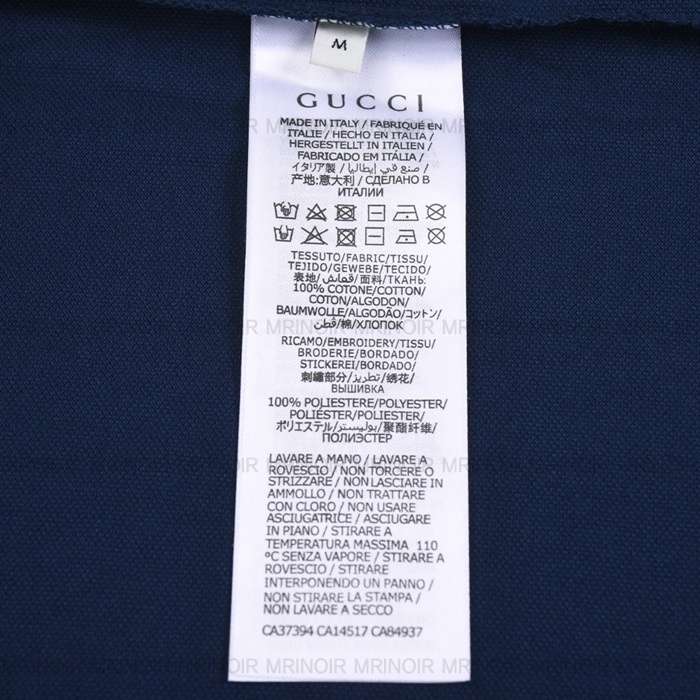 M
GUCCI
MADE IN ITALY / FABRIQUÉ EN
ITALIE / HECHO EN ITALIA /
HERGESTELLT IN ITALIEN /
FABRICADO EM ITÁLIA /
イタリア製 / صنع في إيطاليا /
产地:意大利 / СДЕЛАНО В
ИТАЛИИ
TESSUTO/FABRIC/TISSU/
TEJIDO/GEWEBE/TECIDO/
表地/قماش/面料/ТКАНЬ:
100% COTONE/COTTON/
COTON/ALGODON/
BAUMWOLLE/ALGODÃO/コットン/
قطن/棉/ХЛОПОК
RICAMO/EMBROIDERY/TISSU/
BRODERIE/BORDADO/
STICKEREI/BORDADO/
刺繍部分/تطريز/绣花/
ВЫШИВКА
100% POLIESTERE/POLYESTER/
POLIÉSTER/POLIESTER/
ポリエステル/بوليستر/聚酯纤维/
ПОЛИЭСТЕР
LAVARE A MANO / LAVARE A
ROVESCIO / NON TORCERE O
STRIZZARE / NON LASCIARE IN
AMMOLLO / NON TRATTARE
CON CLORO / NON USARE
ASCIUGATRICE / ASCIUGARE
IN PIANO / STIRARE A
TEMPERATURA MASSIMA 110
°C SENZA VAPORE / STIRARE A
ROVESCIO / STIRARE
INTERPONENDO UN PANNO /
NON STIRARE LA STAMPA /
NON LAVARE A SECCO
CA37394 CA14517 CA84937
MRINOIR